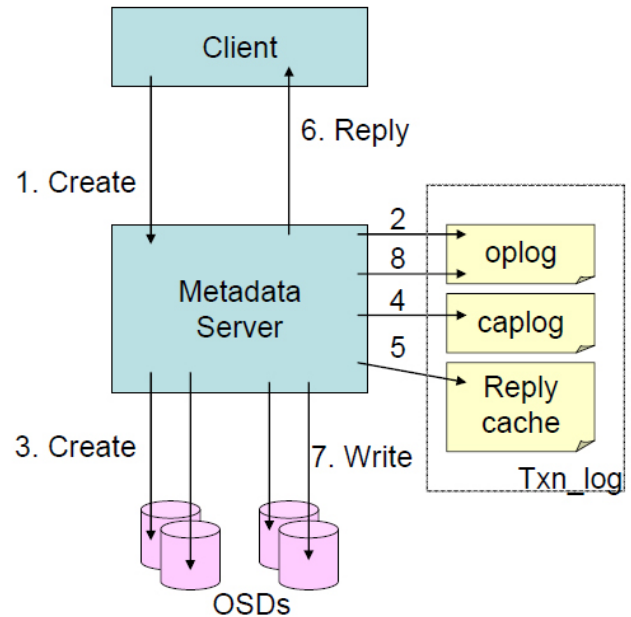 Client
6. Reply
1. Create
2
oplog
8
Metadata
Server
4
caplog
5
Reply
cache
3. Create
7. Write
Txn_log
OSDs